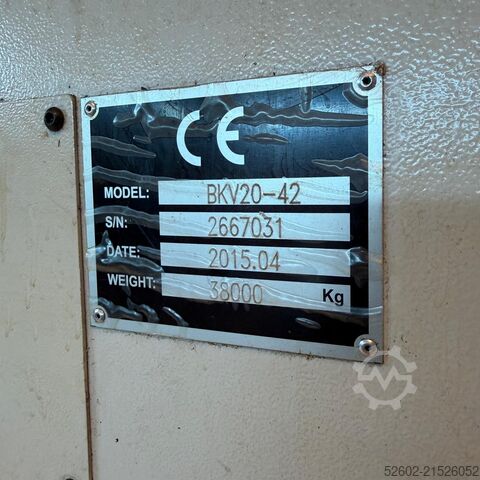 CE
MODEL: BKV20-42
S/N: 2667031
DATE: 2015.04
WEIGHT: 38000 Kg
52602-21526052